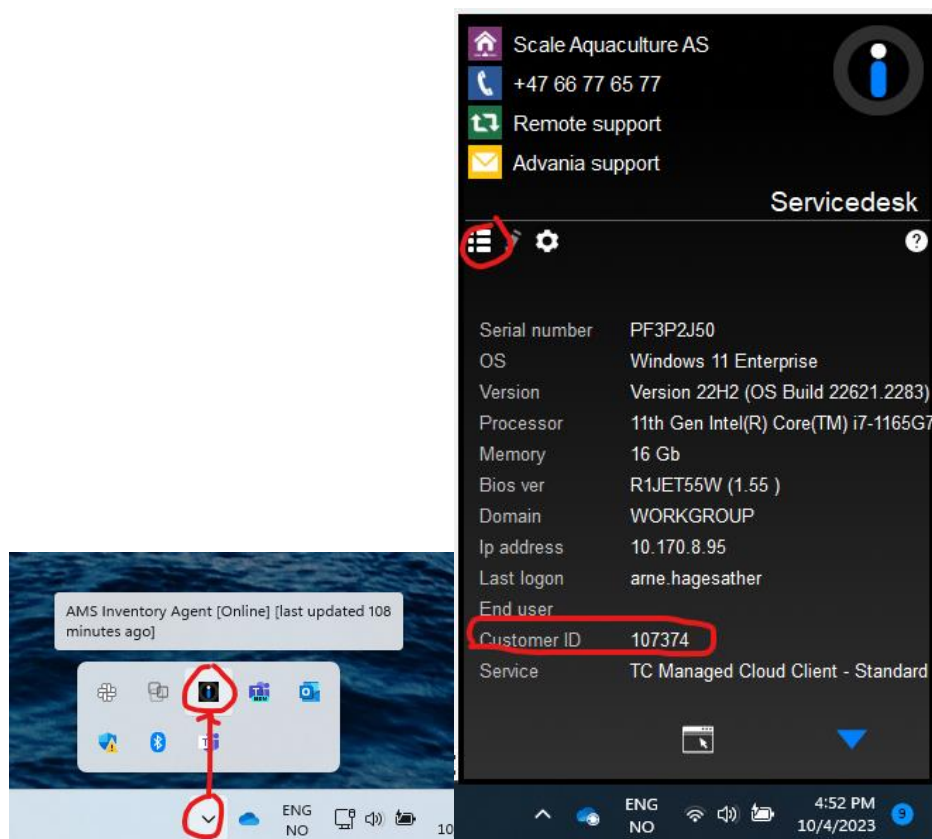 AMS Inventory Agent [Online] [last updated 108
minutes ago]
ENG
NO
10
Scale Aquaculture AS
+47 66 77 65 77
Remote support
Advania support
Servicedesk
?
Serial number PF3P2J50
OS Windows 11 Enterprise
Version Version 22H2 (OS Build 22621.2283)
Processor 11th Gen Intel(R) Core(TM) i7-1165G7
Memory 16 Gb
Bios ver R1JET55W (1.55 )
Domain WORKGROUP
Ip address 10.170.8.95
Last logon arne.hagesather
End user
Customer ID 107374
Service TC Managed Cloud Client - Standard
ENG
NO
4:52 PM
10/4/2023
9